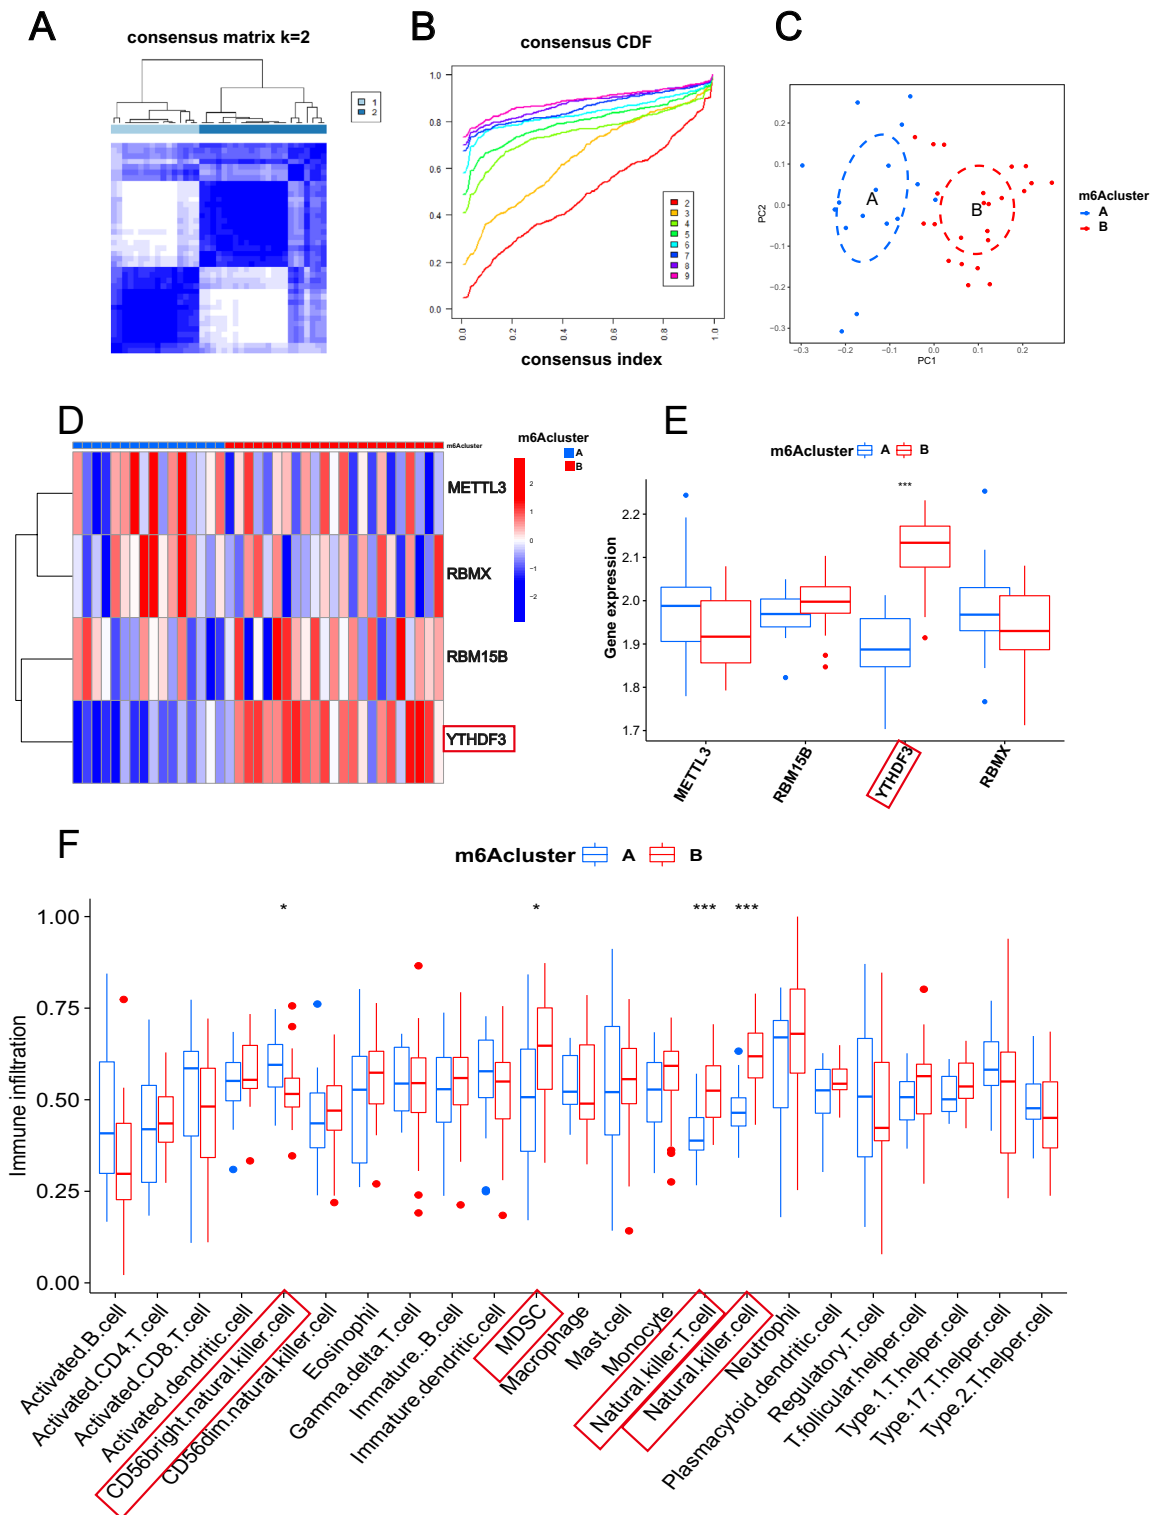 A
consensus matrix k=2
1
2
B
consensus CDF
1.0
0.8
0.6
0.4
0.2
0.0
2
3
4
5
6
7
8
9
0.0
0.2
0.4
0.6
0.8
1.0
consensus index
C
PC2
0.2
0.1
0.0
−0.1
−0.2
−0.3
A
B
−0.3
−0.2
−0.1
0.0
0.1
0.2
PC1
m6Acluster
A
B
D
m6Acluster
METTL3
RBMX
RBM15B
YTHDF3
m6Acluster
A
B
2
1
0
−1
−2
E
m6Acluster A B
***
Gene expression
2.2
2.1
2.0
1.9
1.8
1.7
METTL3
RBM15B
YTHDF3
RBMX
F
m6Acluster A B
* * *** ***
Immune infiltration
1.00
0.75
0.50
0.25
0.00
Activated.B.cell
Activated.CD4.T.cell
Activated.CD8.T.cell
Activated.dendritic.cell
CD56bright.natural.killer.cell
CD56dim.natural.killer.cell
Eosinophil
Gamma.delta.T.cell
Immature.B.cell
Immature.dendritic.cell
MDSC
Macrophage
Mast.cell
Monocyte
Natural.killer.T.cell
Natural.killer.cell
Neutrophil
Plasmacytoid.dendritic.cell
Regulatory.T.cell
T.follicular.helper.cell
Type.1.T.helper.cell
Type.17.T.helper.cell
Type.2.T.helper.cell